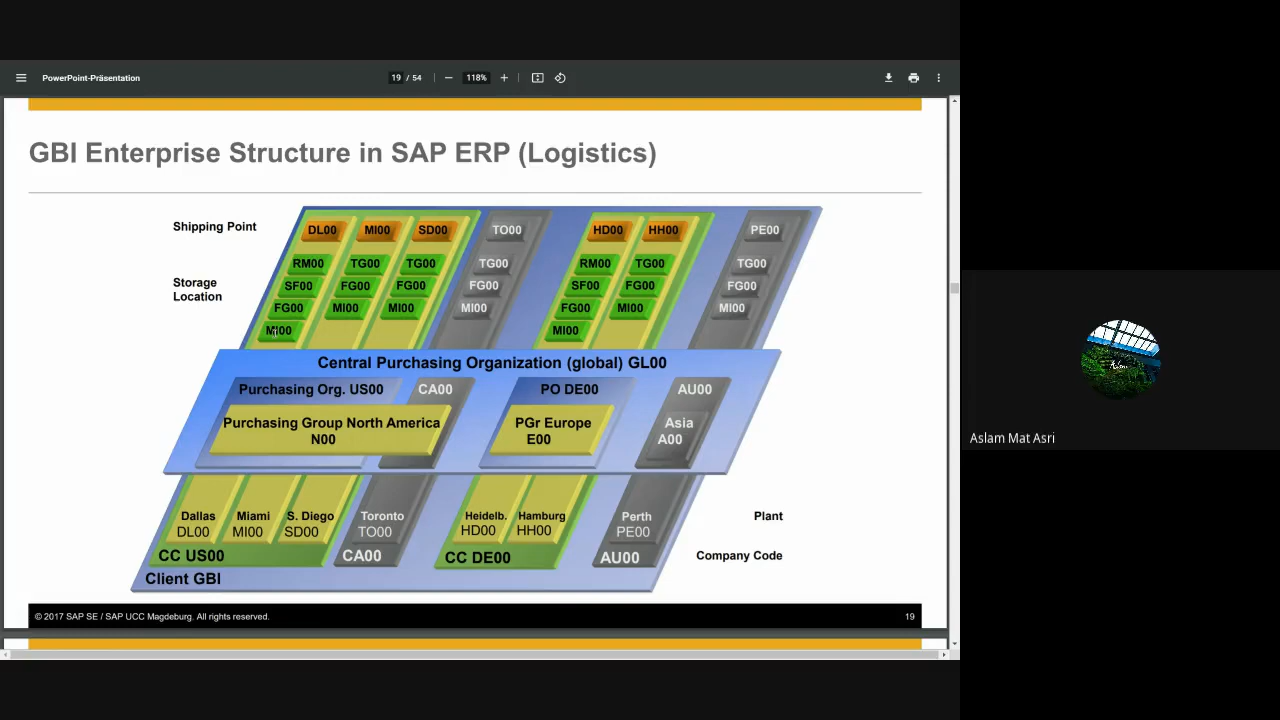 PowerPoint-Präsentation
19 / 54
118%
GBI Enterprise Structure in SAP ERP (Logistics)
Shipping Point
DL00 MI00 SD00 TO00 HD00 HH00 PE00
Storage
Location
RM00 TG00 TG00 TG00 RM00 TG00 TG00
SF00 FG00 FG00 FG00 SF00 FG00 FG00
FG00 MI00 MI00 MI00 FG00 MI00 MI00
MI00 MI00
Central Purchasing Organization (global) GL00
Purchasing Org. US00 CA00 PO DE00 AU00
Purchasing Group North America
N00
PGr Europe
E00
Asia
A00
Dallas Miami S. Diego Toronto Heidelb. Hamburg Perth Plant
DL00 MI00 SD00 TO00 HD00 HH00 PE00
CC US00 CA00 CC DE00 AU00 Company Code
Client GBI
© 2017 SAP SE / SAP UCC Magdeburg. All rights reserved. 19
Aslam Mat Asri